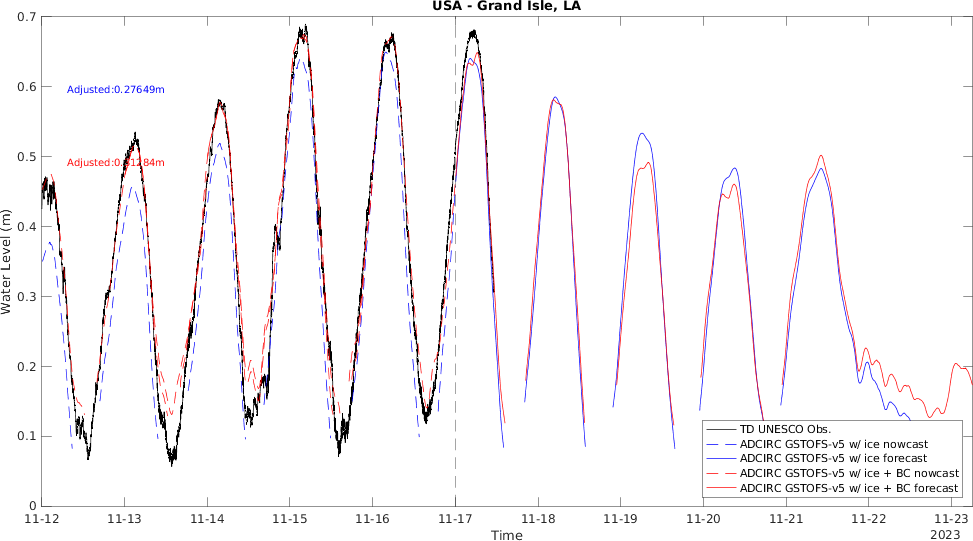 USA - Grand Isle, LA
0.7
0.6
0.5
0.4
0.3
0.2
0.1
0
Water Level (m)
Adjusted:0.27649m
TD UNESCO Obs.
ADCIRC GSTOFS-v5 w/ ice nowcast
ADCIRC GSTOFS-v5 w/ ice forecast
ADCIRC GSTOFS-v5 w/ ice + BC nowcast
ADCIRC GSTOFS-v5 w/ ice + BC forecast
11-12 11-13 11-14 11-15 11-16 11-17 11-18 11-19 11-20 11-21 11-22 11-23
2023
Time